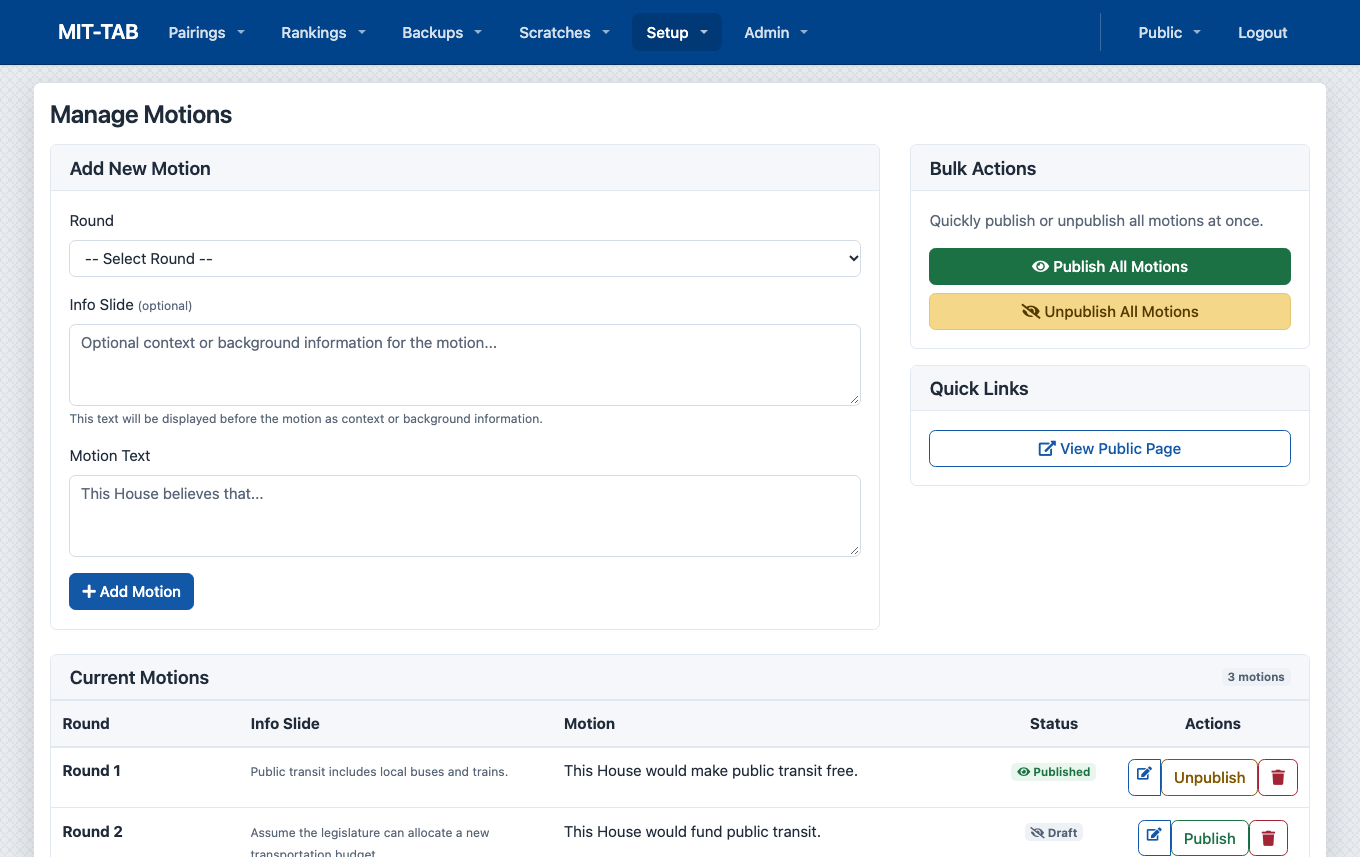 MIT-TAB Pairings Rankings Backups Scratches Setup Admin Public Logout
Manage Motions
Add New Motion
Round
-- Select Round --
Info Slide (optional)
Optional context or background information for the motion...
This text will be displayed before the motion as context or background information.
Motion Text
This House believes that...
Add Motion
Bulk Actions
Quickly publish or unpublish all motions at once.
Publish All Motions
Unpublish All Motions
Quick Links
View Public Page
Current Motions 3 motions
Round Info Slide Motion Status Actions
Round 1 Public transit includes local buses and trains. This House would make public transit free. Published Unpublish
Round 2 Assume the legislature can allocate a new This House would fund public transit. Draft Publish
transportation budget